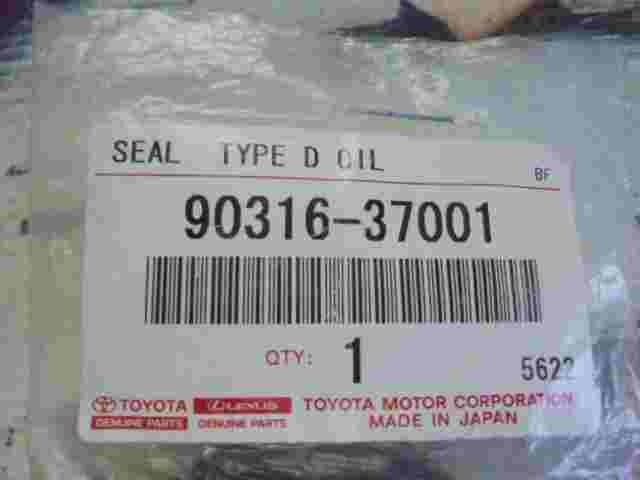 SEAL TYPE D OIL
BF
90316-37001
QTY: 1
5622
TOYOTA LEXUS TOYOTA MOTOR CORPORATION
GENUINE PARTS GENUINE PARTS MADE IN JAPAN